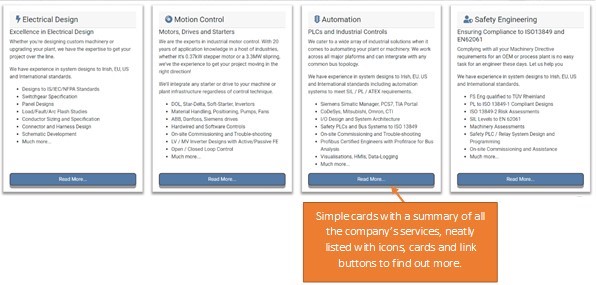 Electrical Design
Excellence in Electrical Design
Whether you're designing custom machinery or
upgrading your plant, we have the expertise to get your
project over the line.
We have experience in system designs to Irish, EU, US
and International standards.
Designs to IS/IEC/NFPA Standards
Switchgear Specification
Panel Designs
Load/Fault/Arc Flash Studies
Conductor Sizing and Specification
Connector and Harness Design
Schematic Development
Much more...
Read More...
Motion Control
Motors, Drives and Starters
We are the experts in industrial motor control. With 20
years of application knowledge in a host of industries,
whether it's 0.37kW stepper motor or a 3.3MW slipring,
we've the experience to get your project moving in the
right direction!
We'll integrate any starter or drive to your machine or
plant infrastructure regardless of control technique.
DOL, Star-Delta, Soft-Starter, Invertors
Material Handling, Positioning, Pumps, Fans
ABB, Danfoss, Siemens drives
Hardwired and Software Controls
On-site Commissioning and Trouble-shooting
LV / MV Inverter Designs with Active/Passive FE
Open / Closed Loop Control
Much more...
Read More...
Automation
PLCs and Industrial Controls
We cater to a wide array of industrial solutions when it
comes to automating your plant or machinery. We work
across all major plaforms and can intergrate with any
common bus topology.
We have experience in system designs to Irish, EU, US
and International standards including automation
systems to meet SIL / PL / ATEX requirements.
Siemens Simatic Manager, PCS7, TIA Portal
CoDeSys, Mitsubishi, Omron, CTI
I/O Design and System Architecture
Safety PLCs and Bus Systems to ISO 13849
On-site Commissioning and Trouble-shooting
Profibus Certified Engineers with Profitrace for Bus
Analysis
Visualisations, HMIs, Data-Logging
Much more...
Read More...
Safety Engineering
Ensuring Compliance to ISO13849 and
EN62061
Complying with all your Machinery Directive
requirements for an OEM or process plant is no easy
task for an engineer these days. Let us help you.
We have experience in system designs to Irish, EU, US
and International standards.
FS Eng qualified to TÜV Rheinland
PL to ISO 13849-1 Compliant Designs
ISO 13849-2 Risk Assessments
SIL Levels to EN 62061
Machinery Assessments
Safety PLC / Relay System Design and
Programming
On-site Commissioning and Assistance
Much more...
Read More...
Simple cards with a summary of all
the company's services, neatly
listed with icons, cards and link
buttons to find out more.